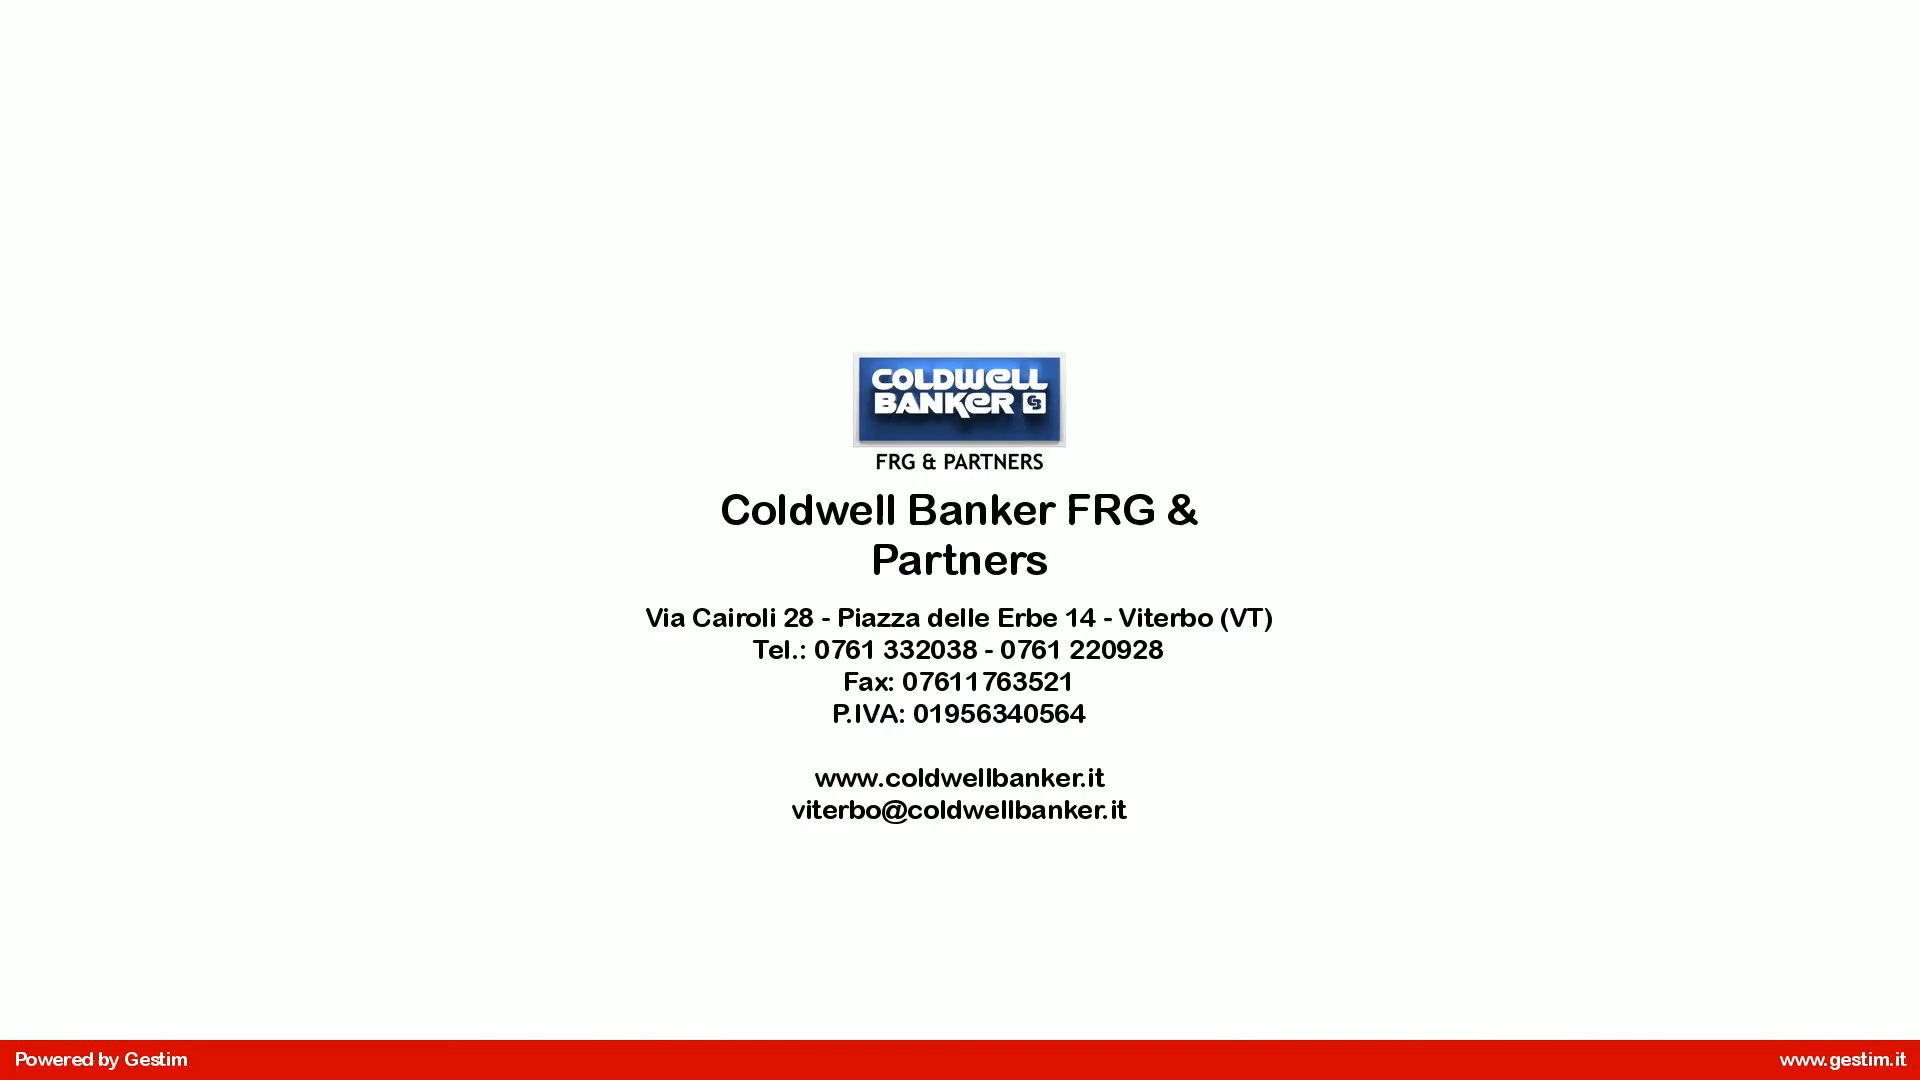 COLDWELL
BANKER CB
FRG & PARTNERS
Coldwell Banker FRG &
Partners
Via Cairoli 28 - Piazza delle Erbe 14 - Viterbo (VT)
Tel.: 0761 332038 - 0761 220928
Fax: 07611763521
P.IVA: 01956340564
www.coldwellbanker.it
viterbo@coldwellbanker.it
Powered by Gestim
www.gestim.it